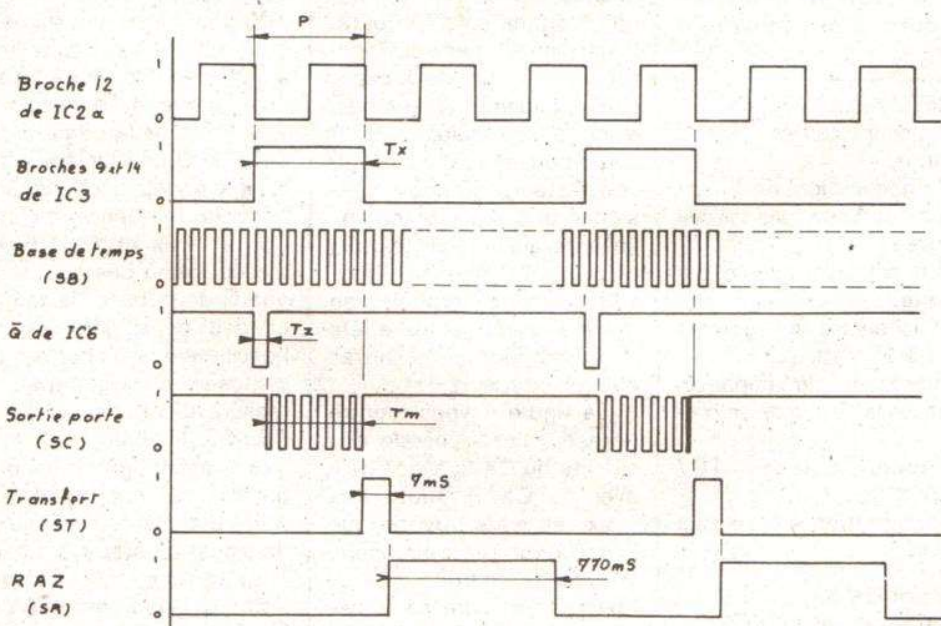 P
1
Broche 12
de IC2a
0
1
Tx
Broches 9 et 14
de IC3
0
1
Base de temps
(SB)
0
1
Q̄ de IC6
Tz
0
1
Sortie porte
Tm
(SC)
0
1
Transfert
7mS
(ST)
0
1
RAZ
770mS
(SR)
0